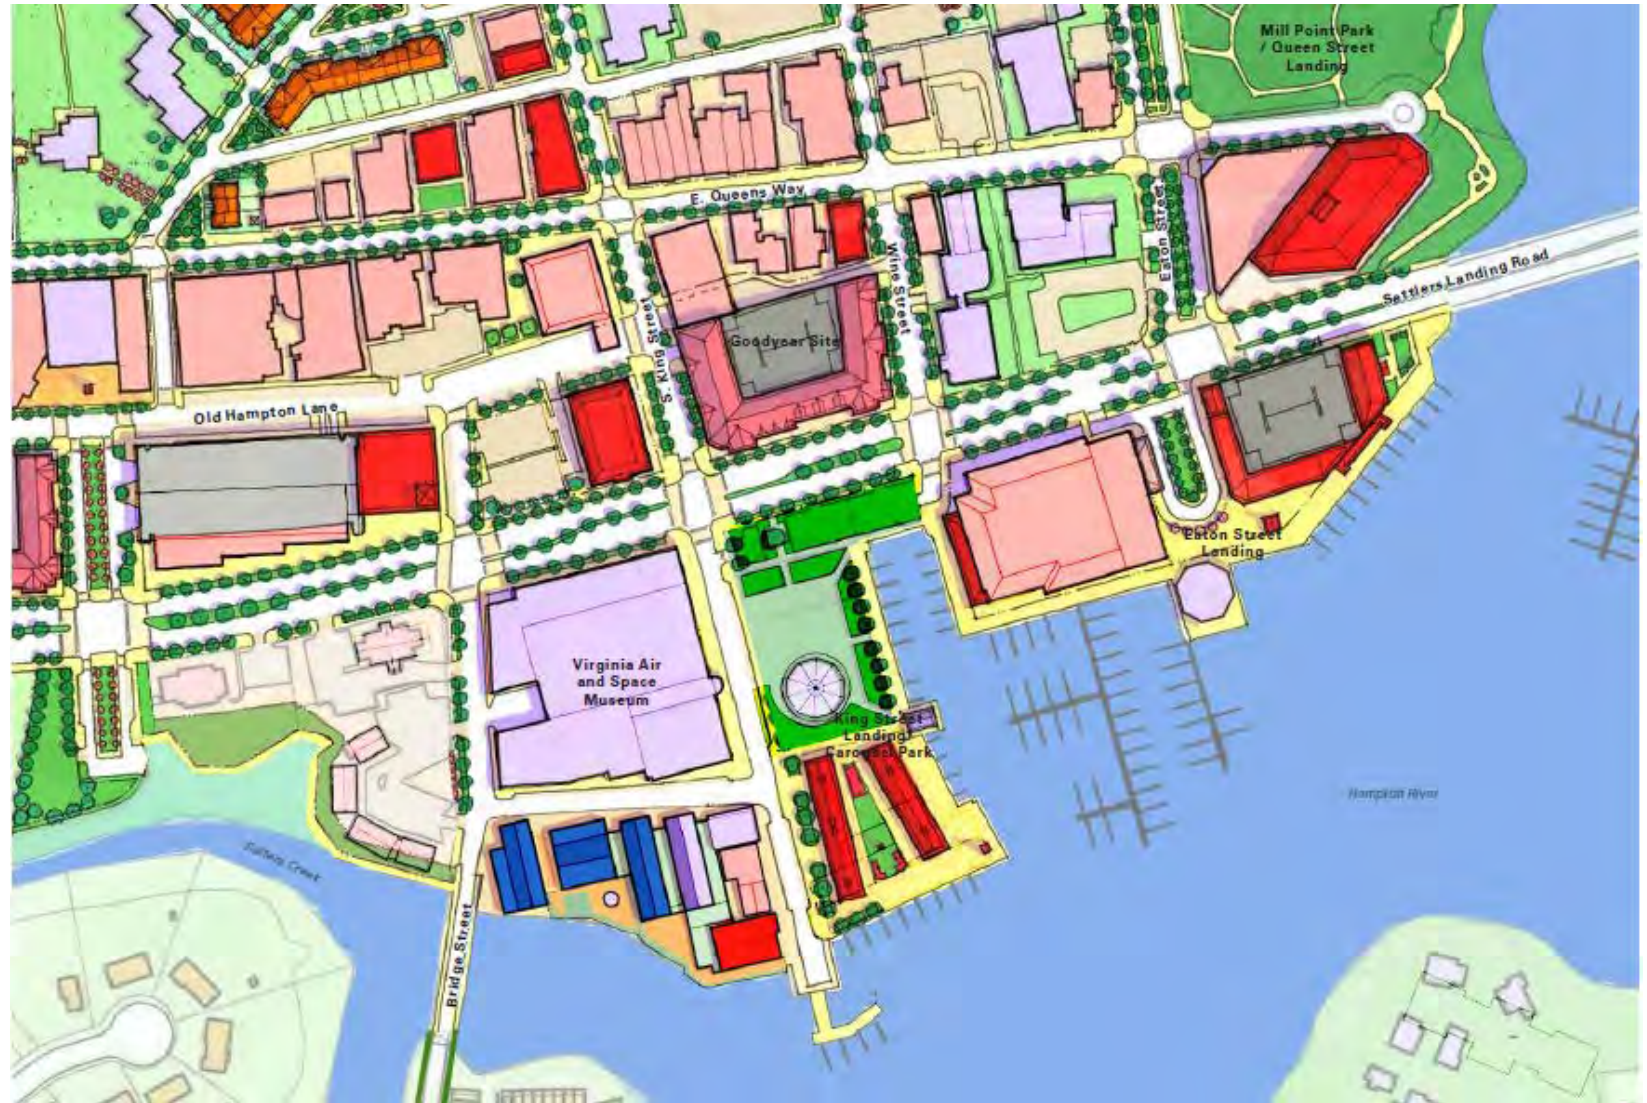 Mill Point Park
/ Queen Street
Landing
E. Queens Way
Eaton Street
Settlers Landing Road
Wine Street
S. King Street
Goodyear Site
Old Hampton Lane
Eaton Street
Landing
Virginia Air
and Space
Museum
King Street
Landing/
Carousel Park
Hampton River
Salters Creek
Bridge Street